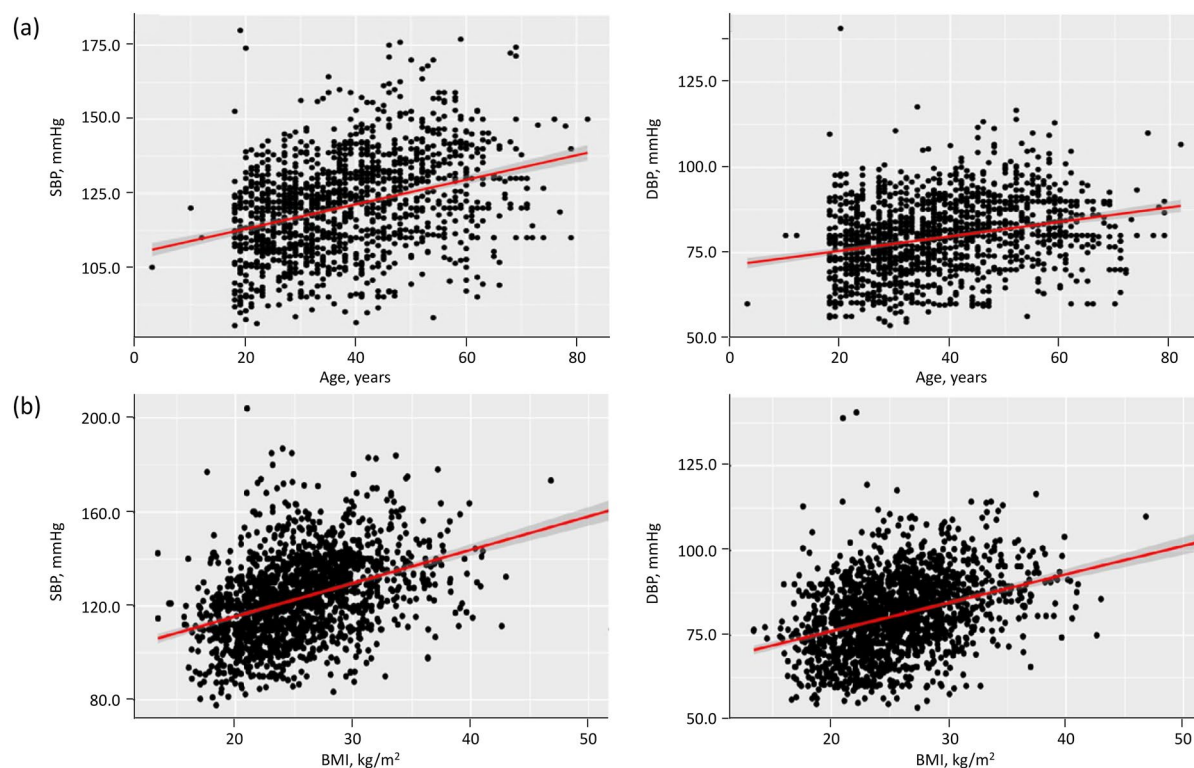 (a)
SBP, mmHg
175.0
150.0
125.0
105.0
0 20 40 60 80
Age, years
DBP, mmHg
125.0
100.0
75.0
50.0
0 20 40 60 80
Age, years
(b)
SBP, mmHg
200.0
160.0
120.0
80.0
20 30 40 50
BMI, kg/m²
DBP, mmHg
125.0
100.0
75.0
50.0
20 30 40 50
BMI, kg/m²